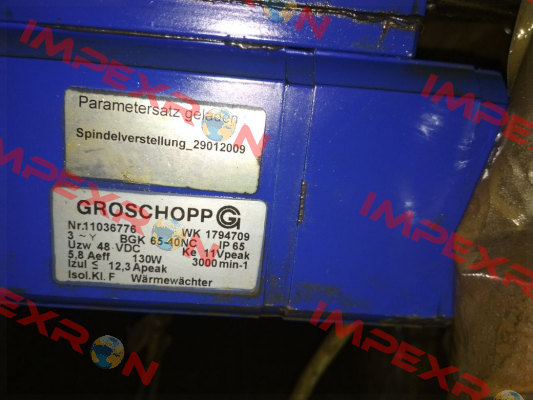 IMPEXRON
IMPEXRON
IMPEXRON
Parametersatz geladen
Spindelverstellung_29012009
GROSCHOPP G
Nr.11036776 WK 1794709
3 ~ Y BGK 65-40NC IP 65
Uzw 48 VDC Ke 11Vpeak
5,8 Aeff 130W 3000 min-1
Izul ≤ 12,3 Apeak
Isol.Kl. F Wärmewächter
IMPEXRON
IMPEXRON